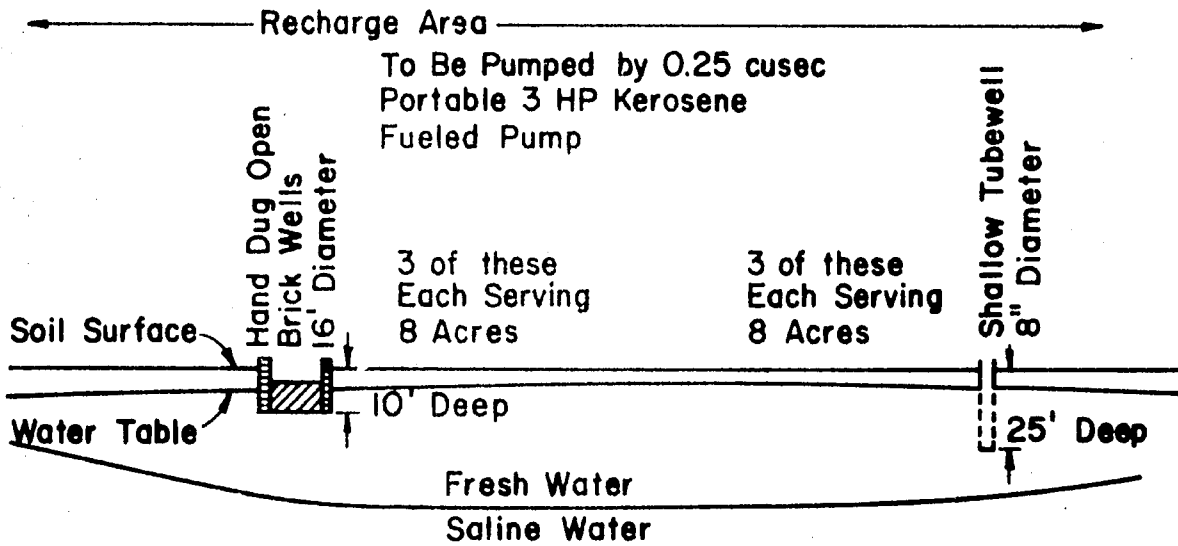 Recharge Area
To Be Pumped by 0.25 cusec
Portable 3 HP Kerosene
Fueled Pump
Hand Dug Open
Brick Wells
16' Diameter
3 of these
Each Serving
8 Acres
3 of these
Each Serving
8 Acres
Shallow Tubewell
8" Diameter
Soil Surface
Water Table
10' Deep
25' Deep
Fresh Water
Saline Water